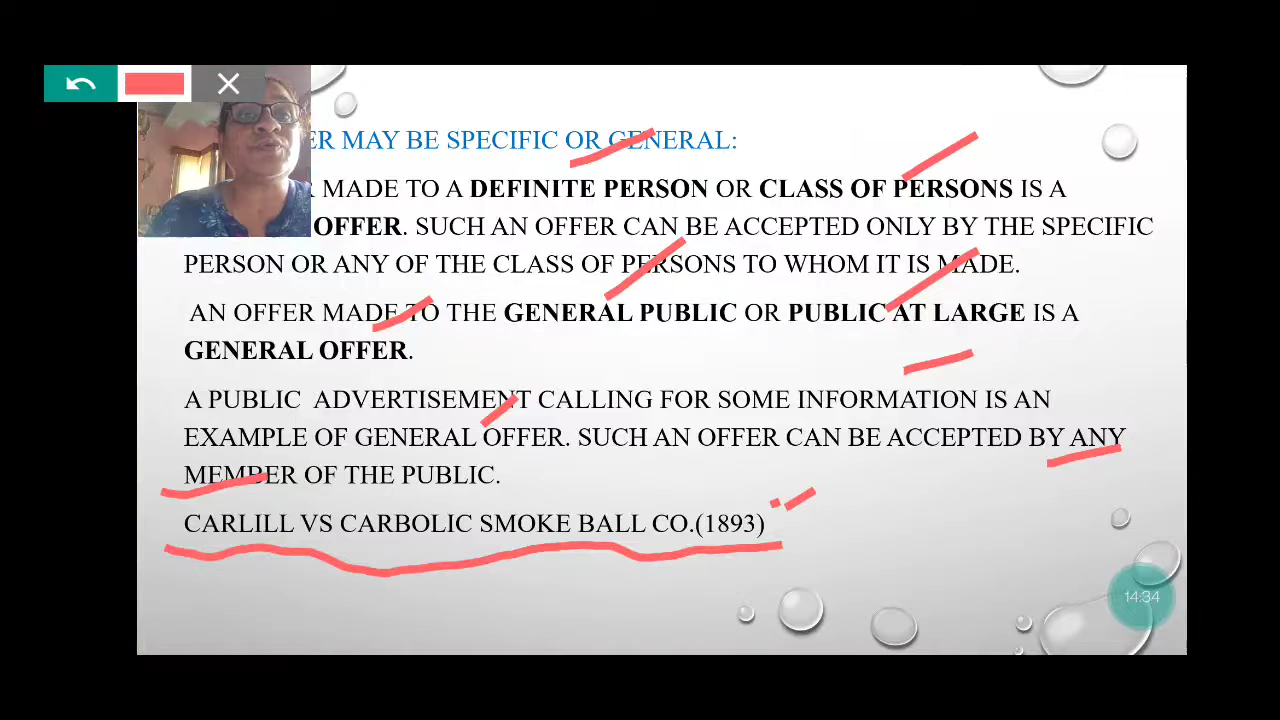 ER MAY BE SPECIFIC OR GENERAL:
MADE TO A DEFINITE PERSON OR CLASS OF PERSONS IS A
OFFER. SUCH AN OFFER CAN BE ACCEPTED ONLY BY THE SPECIFIC
PERSON OR ANY OF THE CLASS OF PERSONS TO WHOM IT IS MADE.
AN OFFER MADE TO THE GENERAL PUBLIC OR PUBLIC AT LARGE IS A
GENERAL OFFER.
A PUBLIC ADVERTISEMENT CALLING FOR SOME INFORMATION IS AN
EXAMPLE OF GENERAL OFFER. SUCH AN OFFER CAN BE ACCEPTED BY ANY
MEMBER OF THE PUBLIC.
CARLILL VS CARBOLIC SMOKE BALL CO.(1893)
14:34